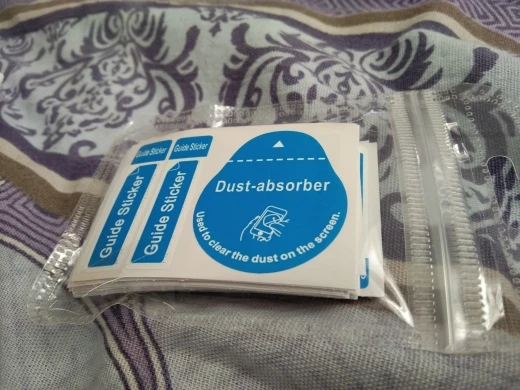 Guide Sticker
Guide Sticker
Guide Sticker
Guide Sticker
Dust-absorber
Used to clear the dust on the screen.